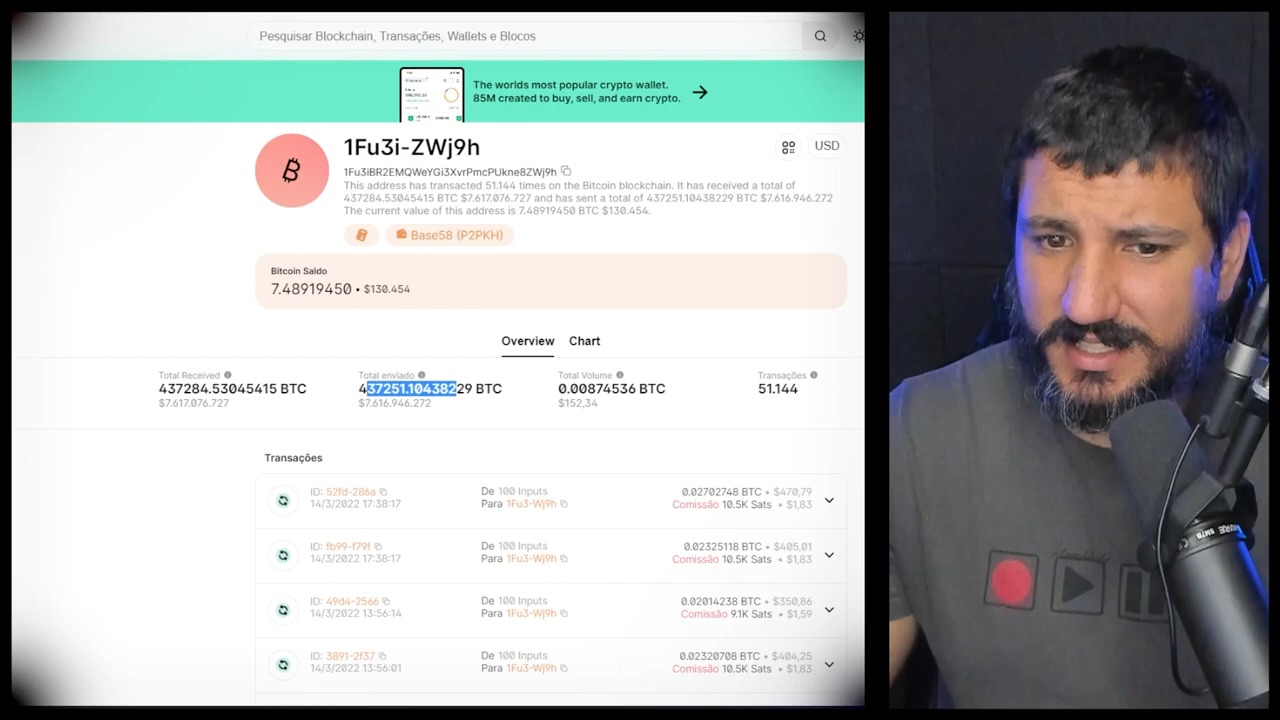 Pesquisar Blockchain, Transações, Wallets e Blocos
The worlds most popular crypto wallet.
85M created to buy, sell, and earn crypto.
1Fu3i-ZWj9h
USD
1Fu3iBR2EMQWeYGi3XvrPmcPUkne8ZWj9h
This address has transacted 51.144 times on the Bitcoin blockchain. It has received a total of
437284.53045415 BTC $7.617.076.727 and has sent a total of 437251.10438229 BTC $7.616.946.272
The current value of this address is 7.48919450 BTC $130.454.
Base58 (P2PKH)
Bitcoin Saldo
7.48919450 • $130.454
Overview Chart
Total Received
437284.53045415 BTC
$7.617.076.727
Total enviado
437251.10438229 BTC
$7.616.946.272
Total Volume
0.00874536 BTC
$152,34
Transações
51.144
Transações
ID: 52fd-286a
14/3/2022 17:38:17
De 100 Inputs
Para 1Fu3-Wj9h
0.02702748 BTC • $470,79
Comissão 10.5K Sats • $1,83
ID: fb99-f79f
14/3/2022 17:38:17
De 100 Inputs
Para 1Fu3-Wj9h
0.02325118 BTC • $405,01
Comissão 10.5K Sats • $1,83
ID: 49d4-2566
14/3/2022 13:56:14
De 100 Inputs
Para 1Fu3-Wj9h
0.02014238 BTC • $350,86
Comissão 9.1K Sats • $1,59
ID: 3891-2f37
14/3/2022 13:56:01
De 100 Inputs
Para 1Fu3-Wj9h
0.02320708 BTC • $404,25
Comissão 10.5K Sats • $1,83